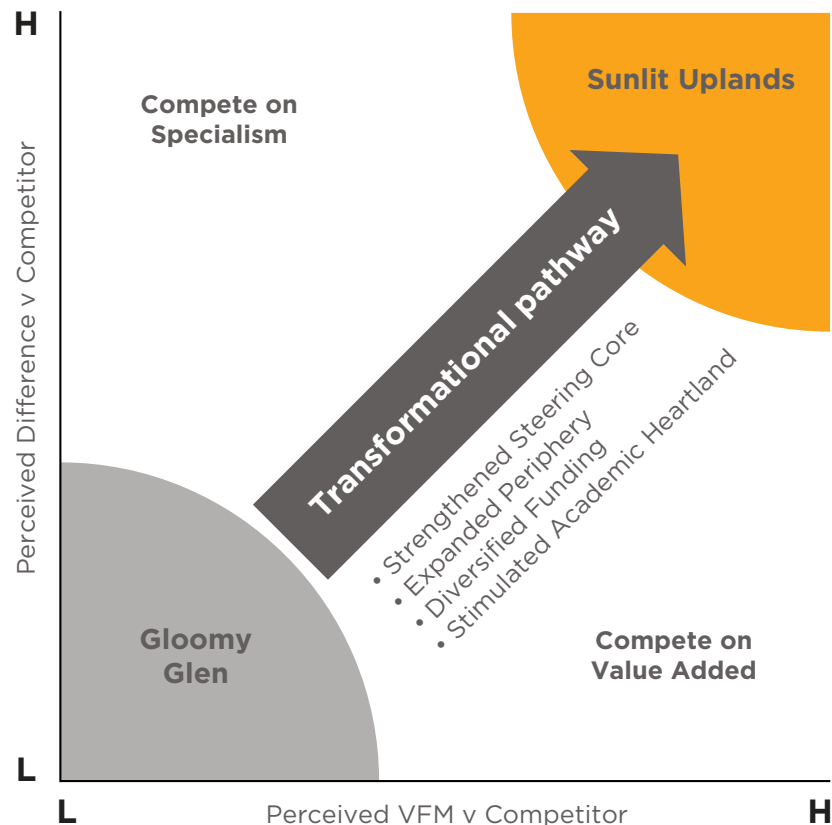 H
Perceived Difference v Competitor
Compete on
Specialism
Sunlit Uplands
Transformational pathway
• Strengthened Steering Core
• Expanded Periphery
• Diversified Funding
• Stimulated Academic Heartland
Gloomy
Glen
Compete on
Value Added
L
L
Perceived VFM v Competitor
H